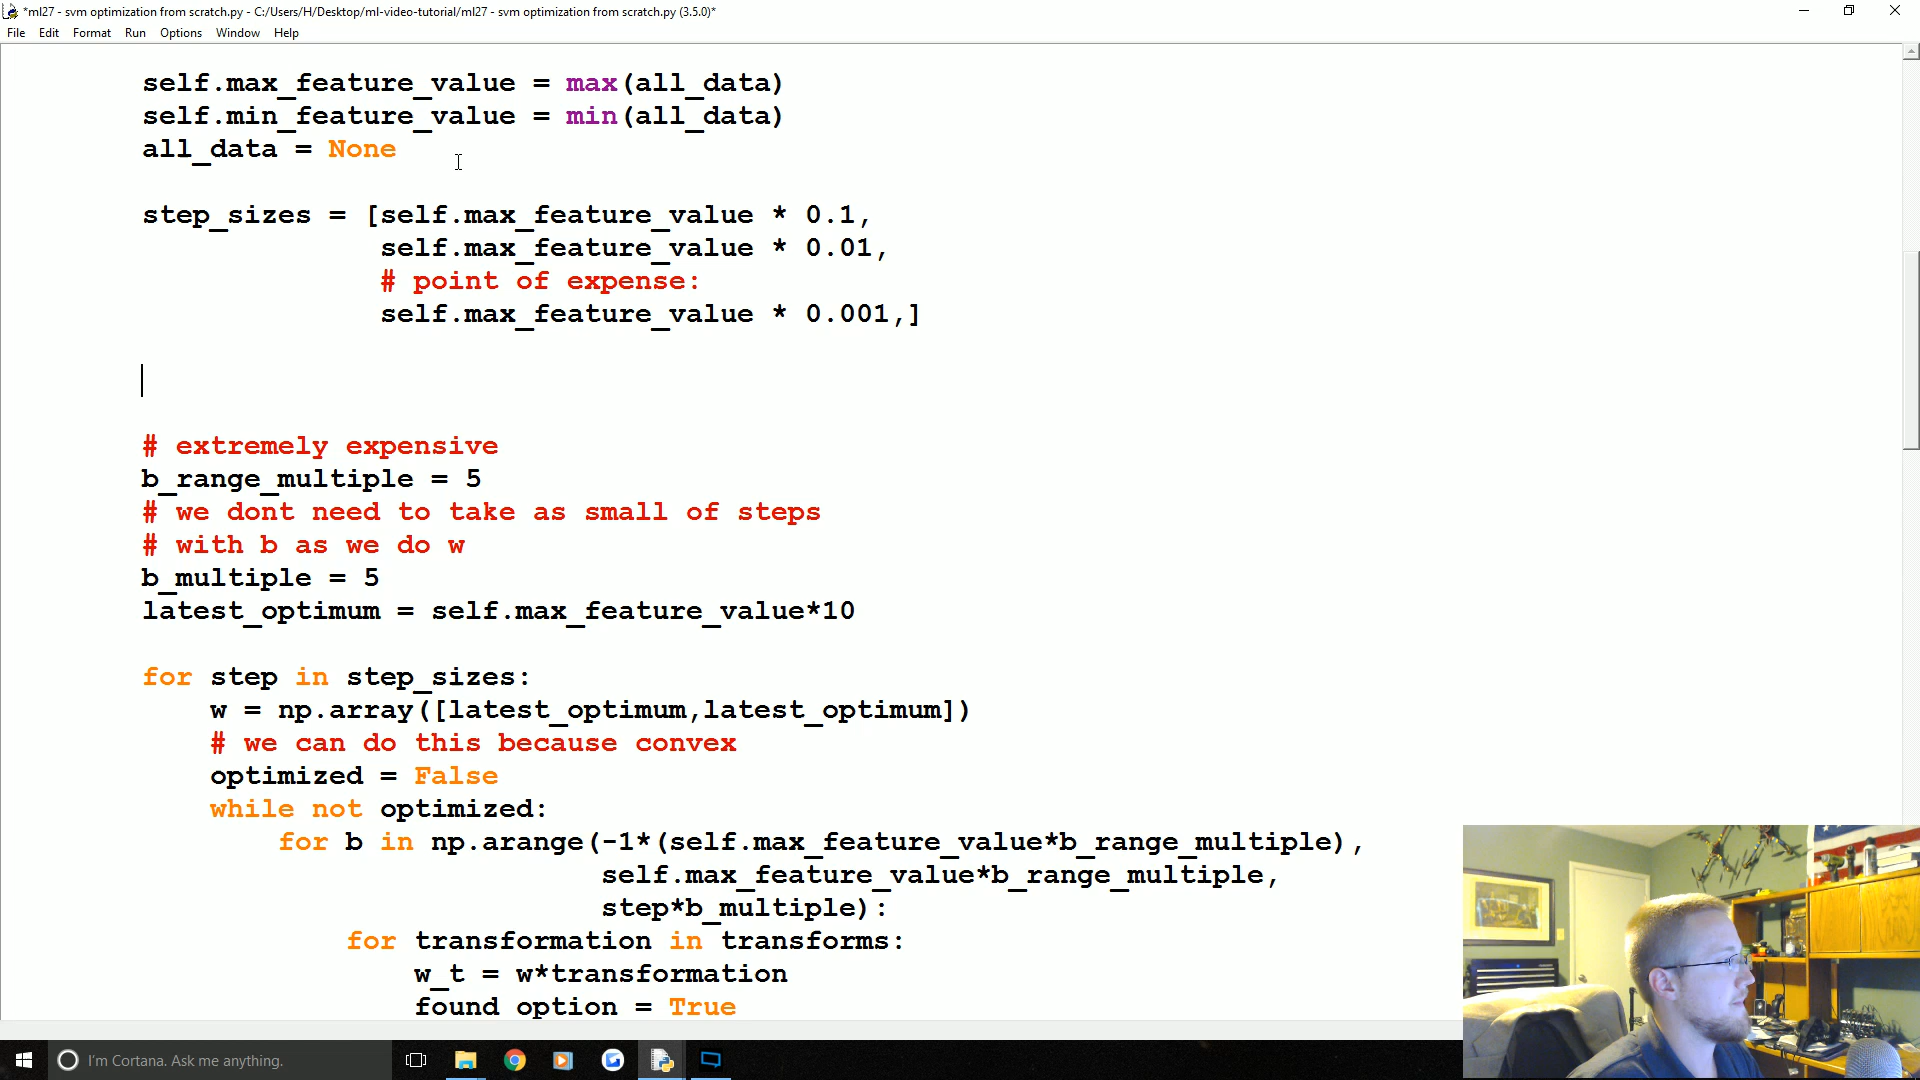 *ml27 - svm optimization from scratch.py - C:/Users/H/Desktop/ml-video-tutorial/ml27 - svm optimization from scratch.py (3.5.0)*
File Edit Format Run Options Window Help
self.max_feature_value = max(all_data)
self.min_feature_value = min(all_data)
all_data = None
step_sizes = [self.max_feature_value * 0.1,
self.max_feature_value * 0.01,
# point of expense:
self.max_feature_value * 0.001,]
# extremely expensive
b_range_multiple = 5
# we dont need to take as small of steps
# with b as we do w
b_multiple = 5
latest_optimum = self.max_feature_value*10
for step in step_sizes:
w = np.array([latest_optimum,latest_optimum])
# we can do this because convex
optimized = False
while not optimized:
for b in np.arange(-1*(self.max_feature_value*b_range_multiple),
self.max_feature_value*b_range_multiple,
step*b_multiple):
for transformation in transforms:
w_t = w*transformation
found_option = True
I'm Cortana. Ask me anything.